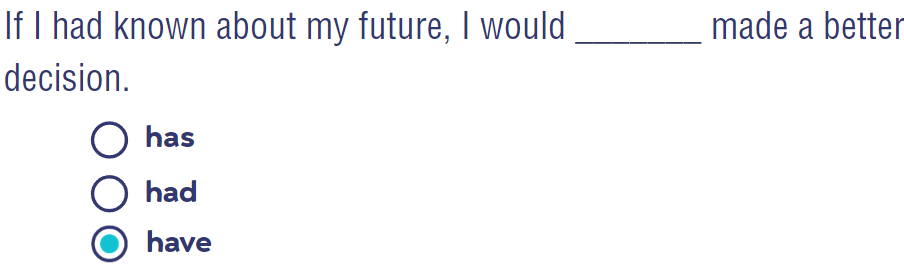 If I had known about my future, I would _______ made a better
decision.
has
had
have